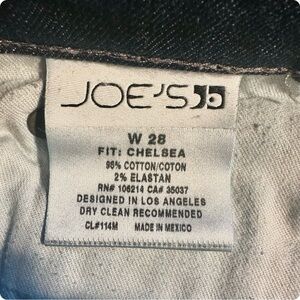 JOE'S
W 28
FIT: CHELSEA
98% COTTON/COTON
2% ELASTAN
RN# 106214 CA# 35037
DESIGNED IN LOS ANGELES
DRY CLEAN RECOMMENDED
CL#114M MADE IN MEXICO